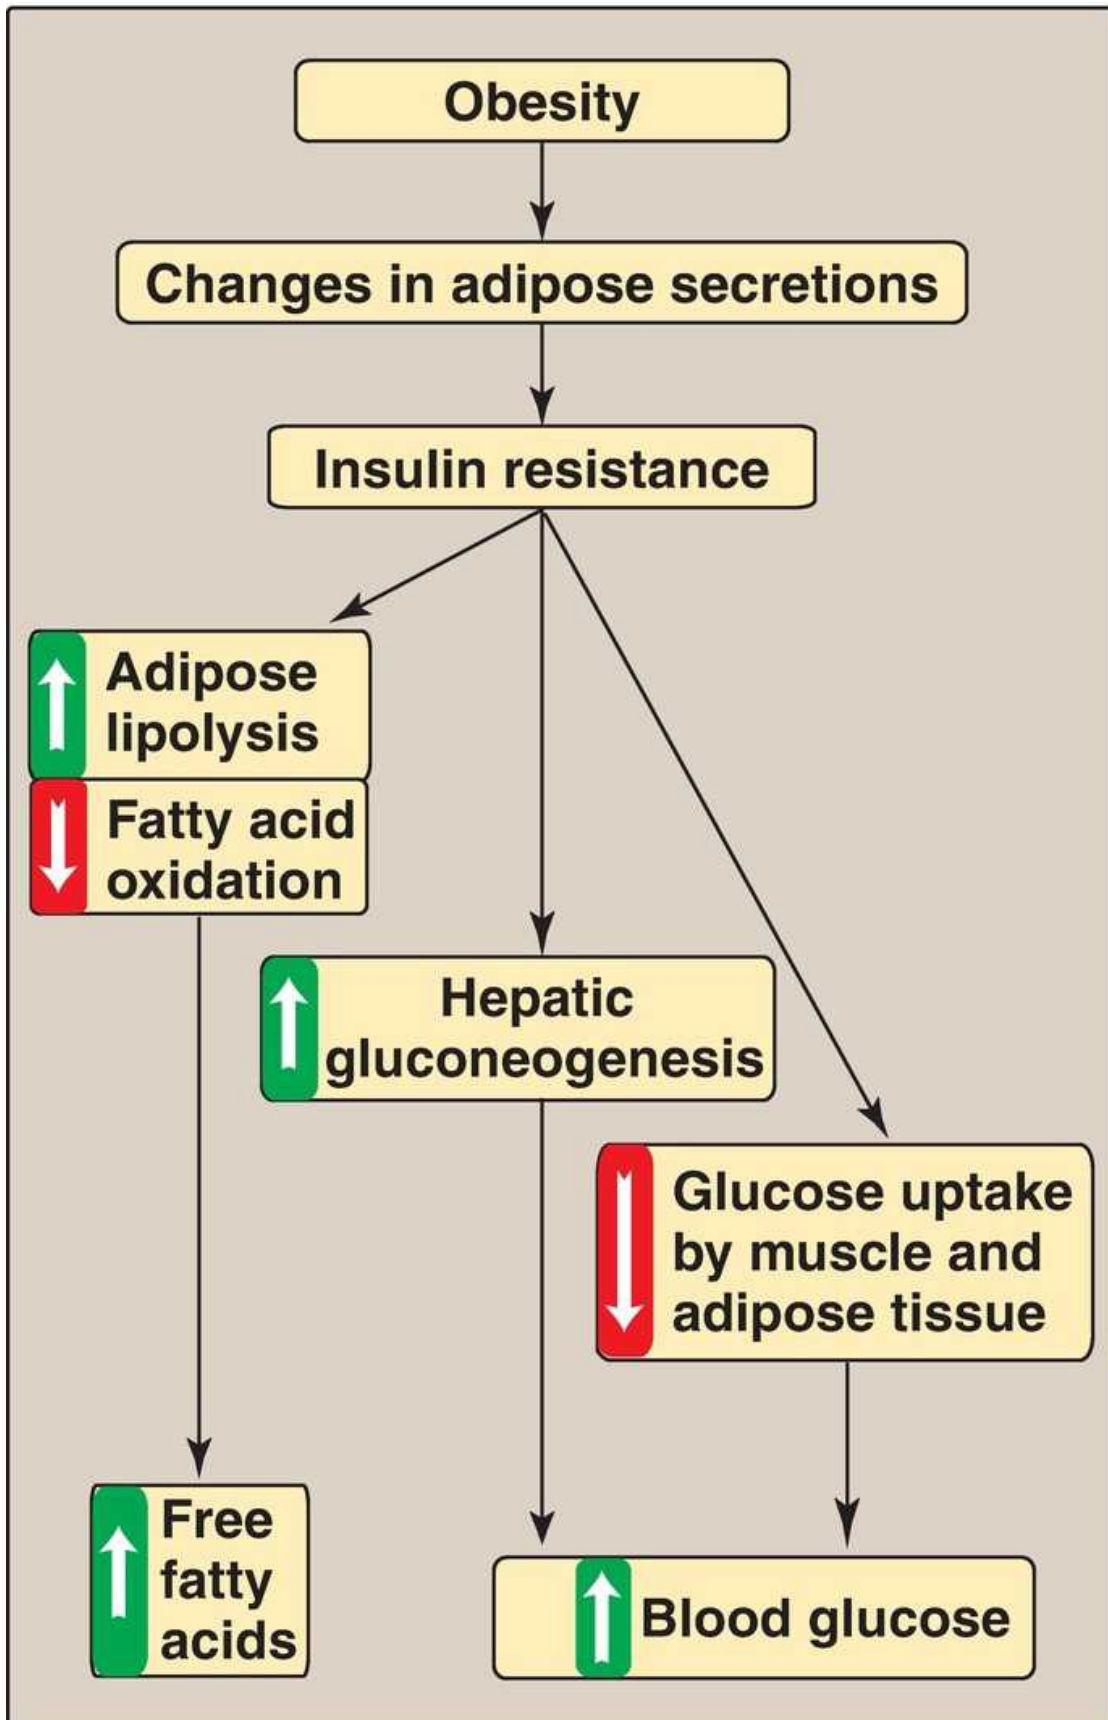 Obesity
Changes in adipose secretions
Insulin resistance
Adipose
lipolysis
Fatty acid
oxidation
Hepatic
gluconeogenesis
Glucose uptake
by muscle and
adipose tissue
Free
fatty
acids
Blood glucose